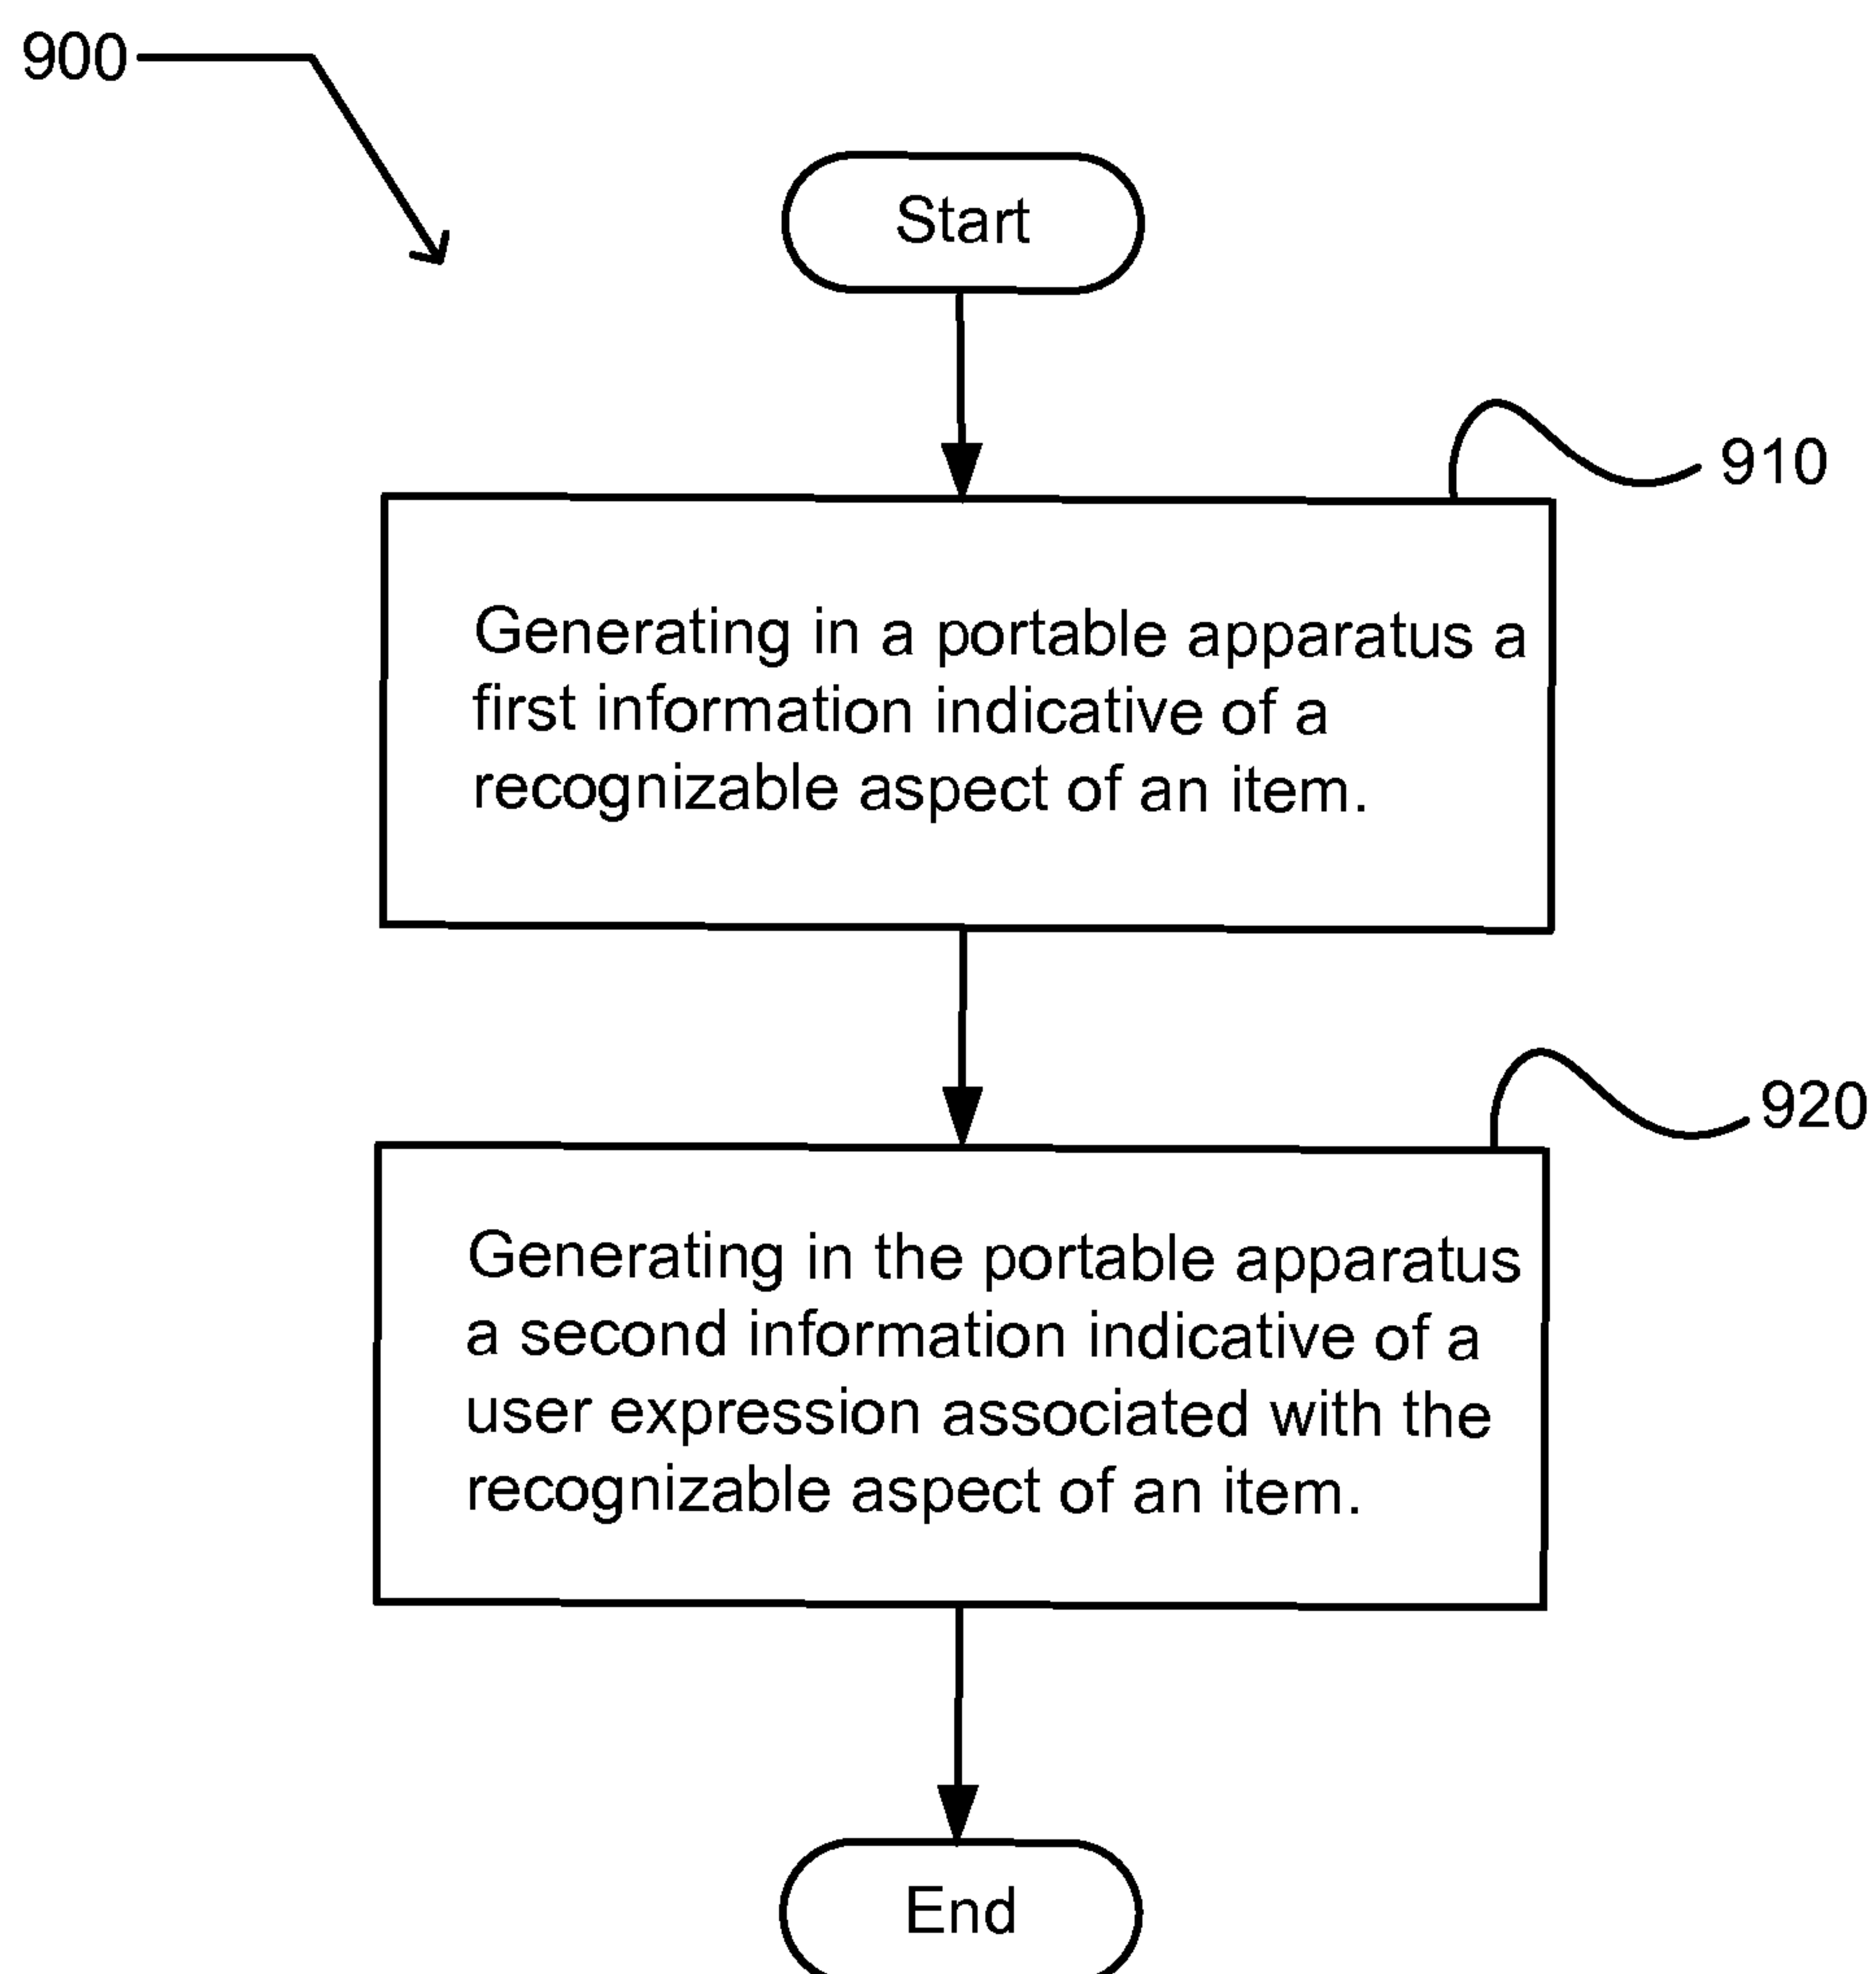 900
Start
910
Generating in a portable apparatus a
first information indicative of a
recognizable aspect of an item.
920
Generating in the portable apparatus
a second information indicative of a
user expression associated with the
recognizable aspect of an item.
End